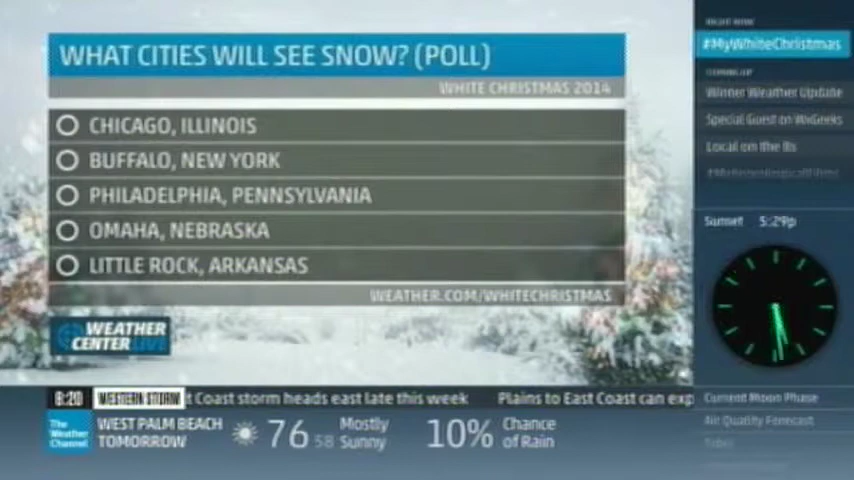 WHAT CITIES WILL SEE SNOW? (POLL)
WHITE CHRISTMAS 2014
CHICAGO, ILLINOIS
BUFFALO, NEW YORK
PHILADELPHIA, PENNSYLVANIA
OMAHA, NEBRASKA
LITTLE ROCK, ARKANSAS
WEATHER.COM/WHITECHRISTMAS
WEATHER
CENTER LIVE
RIGHT NOW
#MyWhiteChristmas
COMING UP
Winter Weather Update
Special Guest on WxGeeks
Local on the 8s
Sunset 5:29p
Current Moon Phase
Air Quality Forecast
8:20 WESTERN STORM t Coast storm heads east late this week Plains to East Coast can exp
The
Weather
Channel
WEST PALM BEACH
TOMORROW
76 58
Mostly
Sunny
10%
Chance
of Rain